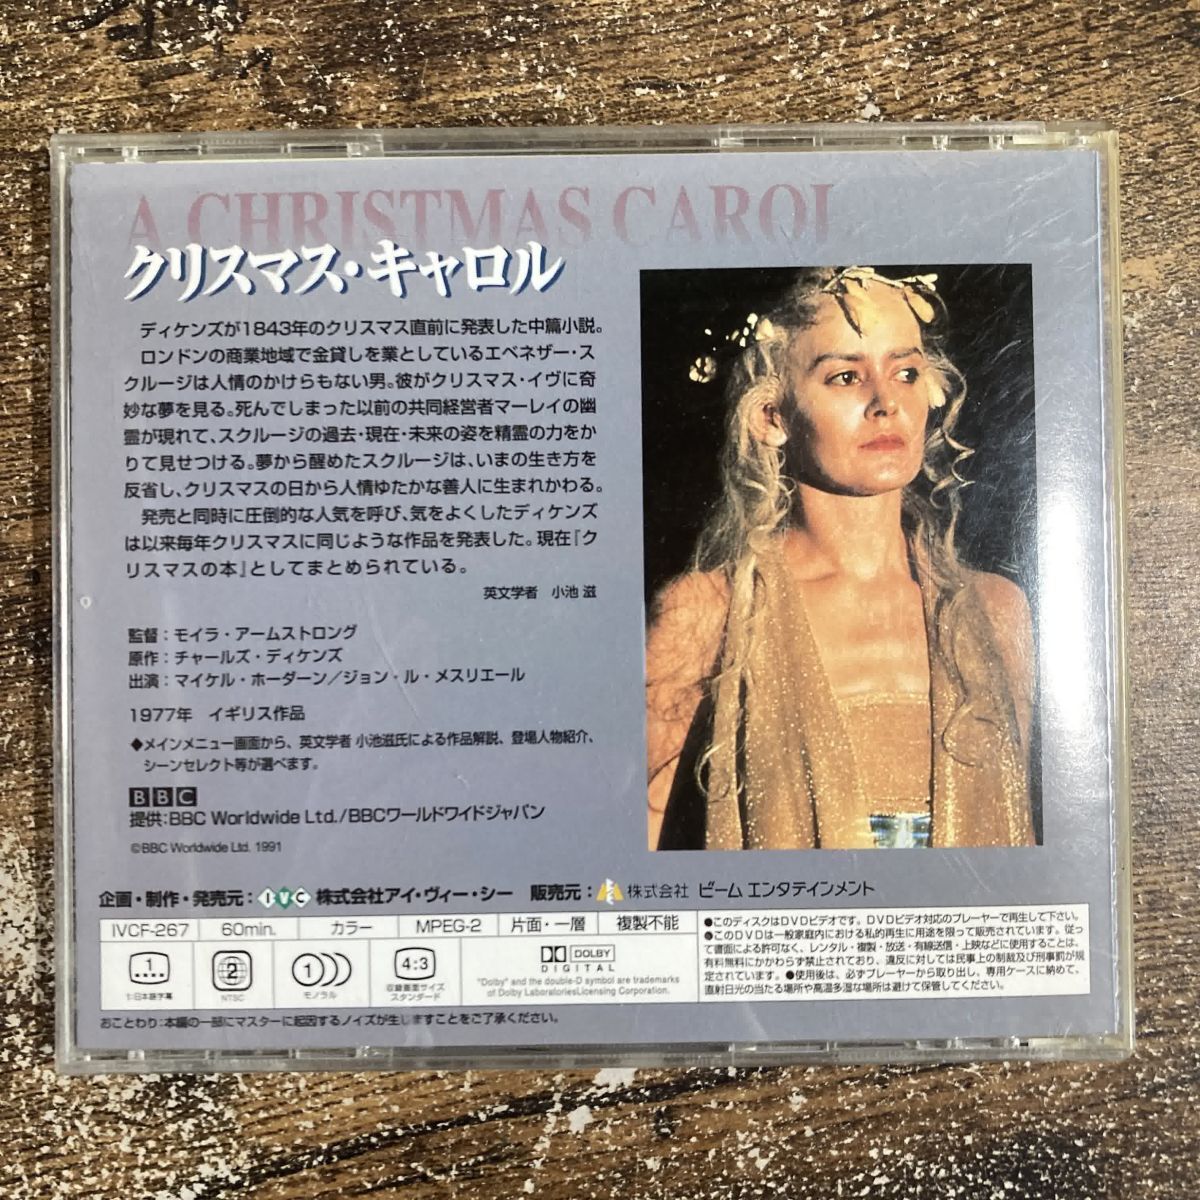 A CHRISTMAS CAROL
クリスマス・キャロル
ディケンズが1843年のクリスマス直前に発表した中篇小説。
ロンドンの商業地域で金貸しを業としているエベネザー・ス
クルージは人情のかけらもない男。彼がクリスマス・イヴに奇
妙な夢を見る。死んでしまった以前の共同経営者マーレイの幽
霊が現れて、スクルージの過去・現在・未来の姿を精霊の力をか
りて見せつける。夢から醒めたスクルージは、いまの生き方を
反省し、クリスマスの日から人情ゆたかな善人に生まれかわる。
発売と同時に圧倒的な人気を呼び、気をよくしたディケンズ
は以来毎年クリスマスに同じような作品を発表した。現在『ク
リスマスの本』としてまとめられている。
英文学者 小池 滋
監督：モイラ・アームストロング
原作：チャールズ・ディケンズ
出演：マイケル・ホーダーン／ジョン・ル・メスリエール
1977年 イギリス作品
◆メインメニュー画面から、英文学者 小池滋氏による作品解説、登場人物紹介、
シーンセレクト等が選べます。
BBC
提供：BBC Worldwide Ltd./BBCワールドワイドジャパン
©BBC Worldwide Ltd. 1991
企画・制作・発売元： IVC 株式会社アイ・ヴィー・シー 販売元： 株式会社 ビーム エンタテインメント
IVCF-267 60min. カラー MPEG-2 片面・一層 複製不能
1 2 1))) 4:3 DOLBY
DIGITAL
1:日本語字幕 NTSC モノラル 収録画面サイズ
スタンダード
"Dolby" and the double-D symbol are trademarks
of Dolby LaboratoriesLicensing Corporation.
●このディスクはDVDビデオです。DVDビデオ対応のプレーヤーで再生して下さい。
●このDVDは一般家庭内における私的再生に用途を限って販売されています。従っ
て書面による許可なく、レンタル・複製・放送・有線送信・上映などに使用することは、
有料無料にかかわらず禁止されており、違反に対しては民事上の制裁及び刑事罰が規
定されています。●使用後は、必ずプレーヤーから取り出し、専用ケースに納めて、
直射日光の当たる場所や高温多湿な場所は避けて保管してください。
おことわり：本編の一部にマスターに起因するノイズが生じますことをご了承ください。